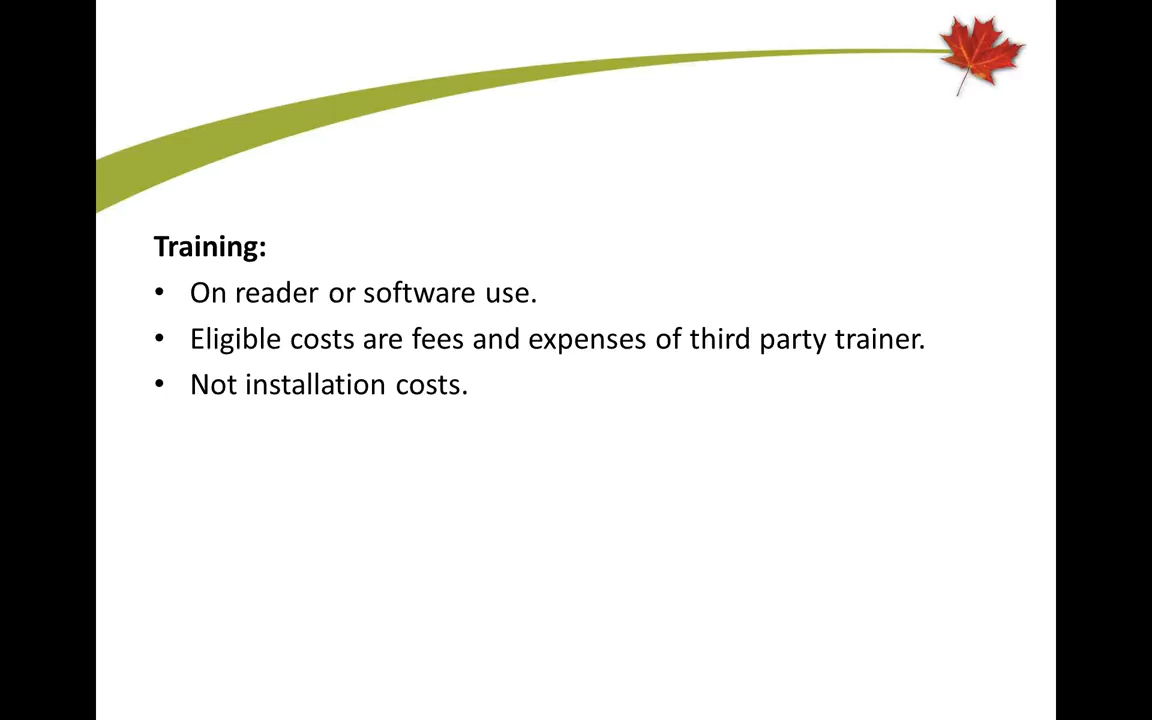 Training:
• On reader or software use.
• Eligible costs are fees and expenses of third party trainer.
• Not installation costs.